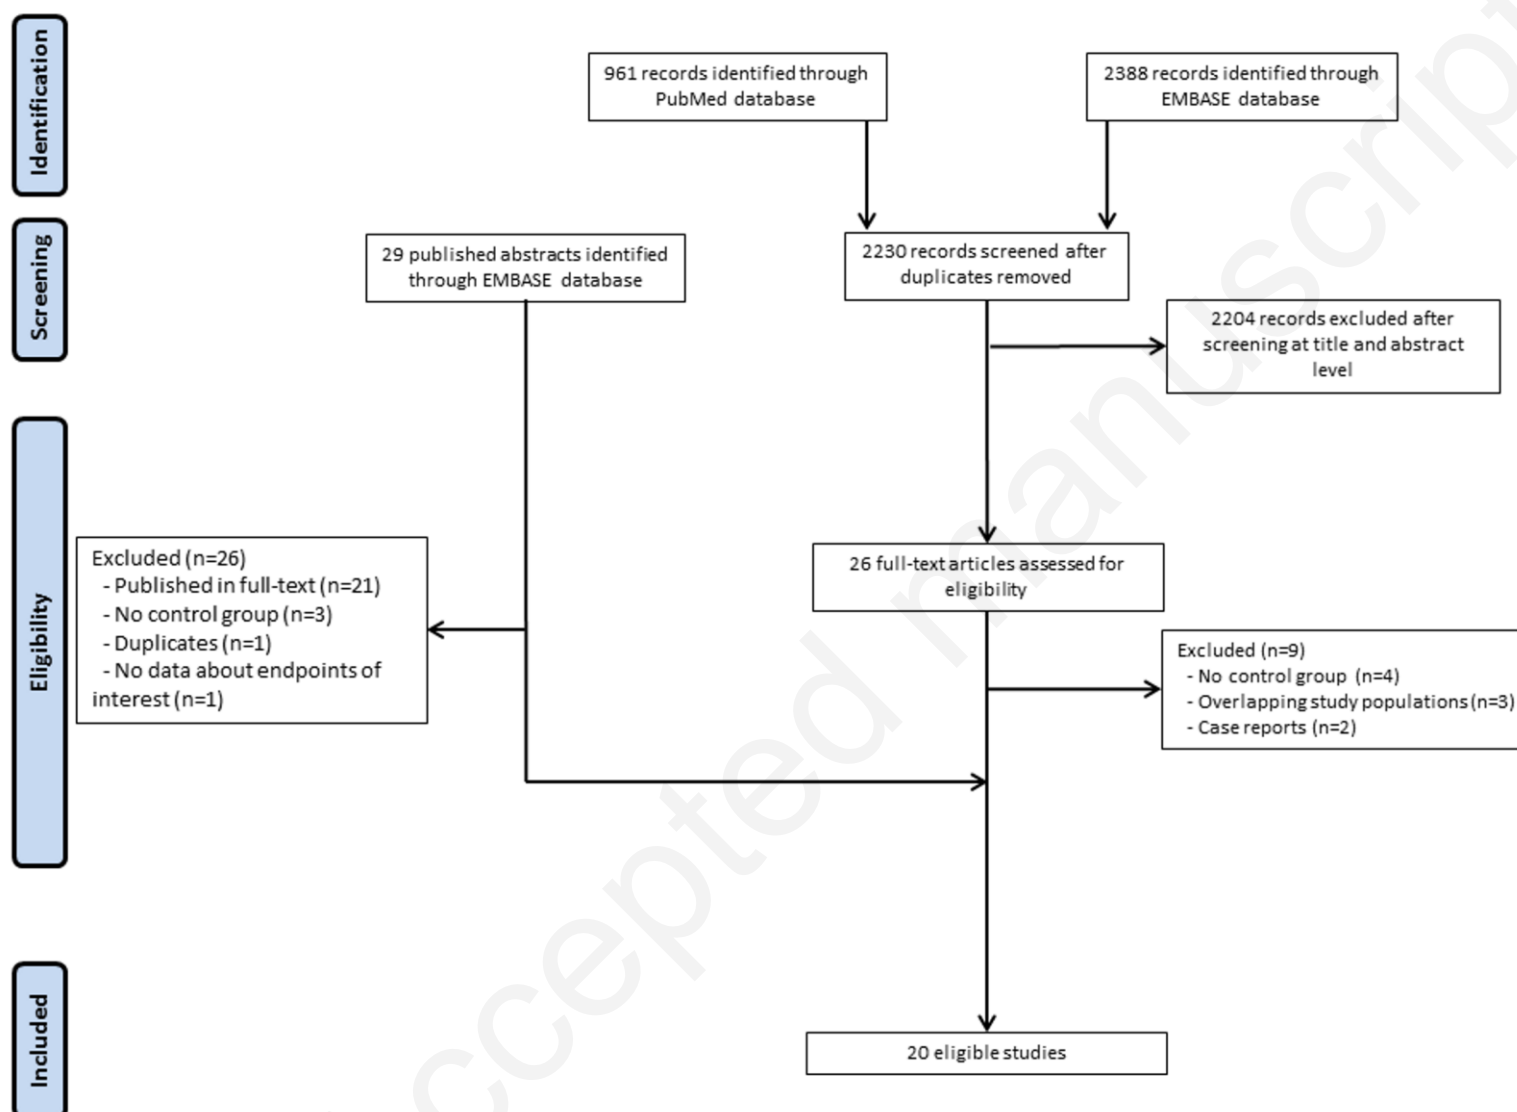 Identification
961 records identified through
PubMed database
2388 records identified through
EMBASE database
Screening
29 published abstracts identified
through EMBASE database
2230 records screened after
duplicates removed
2204 records excluded after
screening at title and abstract
level
Eligibility
Excluded (n=26)
- Published in full-text (n=21)
- No control group (n=3)
- Duplicates (n=1)
- No data about endpoints of
interest (n=1)
26 full-text articles assessed for
eligibility
Excluded (n=9)
- No control group (n=4)
- Overlapping study populations (n=3)
- Case reports (n=2)
Included
20 eligible studies
ccepted manuscript